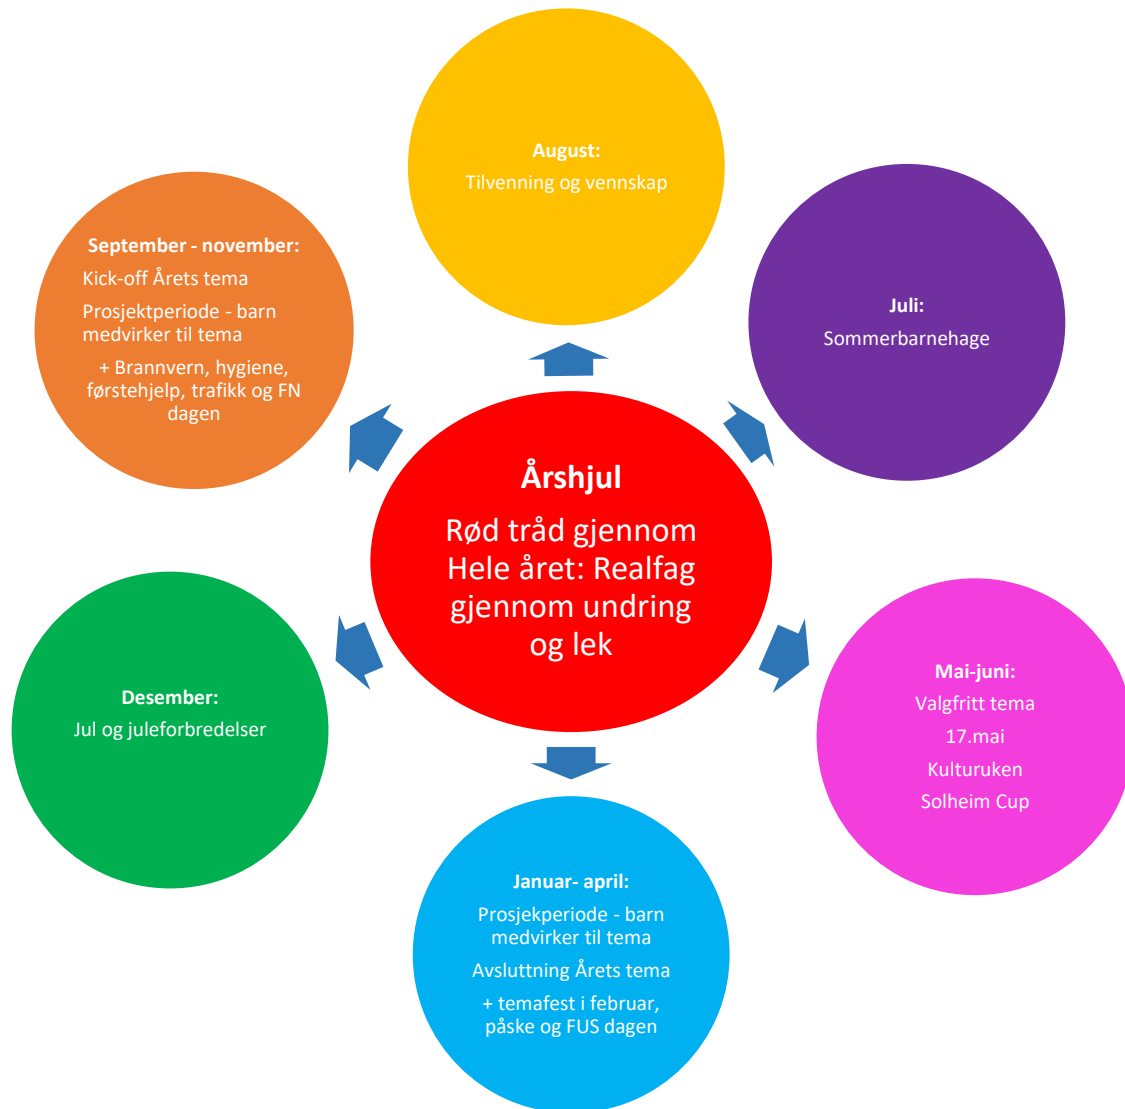 August:
Tilvenning og vennskap
September - november:
Kick-off Årets tema
Prosjektperiode - barn
medvirker til tema
+ Brannvern, hygiene,
førstehjelp, trafikk og FN
dagen
Juli:
Sommerbarnehage
Årshjul
Rød tråd gjennom
Hele året: Realfag
gjennom undring
og lek
Desember:
Jul og juleforbredelser
Mai-juni:
Valgfritt tema
17.mai
Kulturuken
Solheim Cup
Januar- april:
Prosjekperiode - barn
medvirker til tema
Avsluttning Årets tema
+ temafest i februar,
påske og FUS dagen